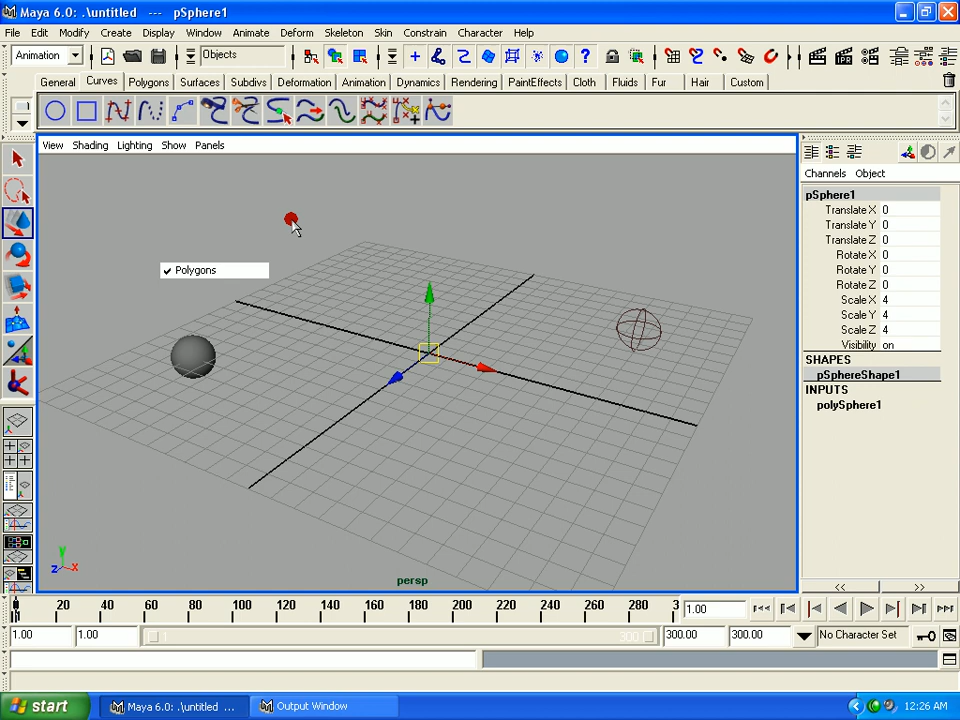 Maya 6.0: .\untitled --- pSphere1
File Edit Modify Create Display Window Animate Deform Skeleton Skin Constrain Character Help
Animation Objects
General Curves Polygons Surfaces Subdivs Deformation Animation Dynamics Rendering PaintEffects Cloth Fluids Fur Hair Custom
View Shading Lighting Show Panels
Channels Object
pSphere1
Translate X 0
Translate Y 0
Translate Z 0
Rotate X 0
Rotate Y 0
Rotate Z 0
Scale X 4
Scale Y 4
Scale Z 4
Visibility on
SHAPES
pSphereShape1
INPUTS
polySphere1
✓ Polygons
y
z x
persp
<< >>
20 40 60 80 100 120 140 160 180 200 220 240 260 280 3
1.00
1.00 1.00 1 300 300.00 300.00 No Character Set
start Maya 6.0: .\untitled ... Output Window 12:26 AM